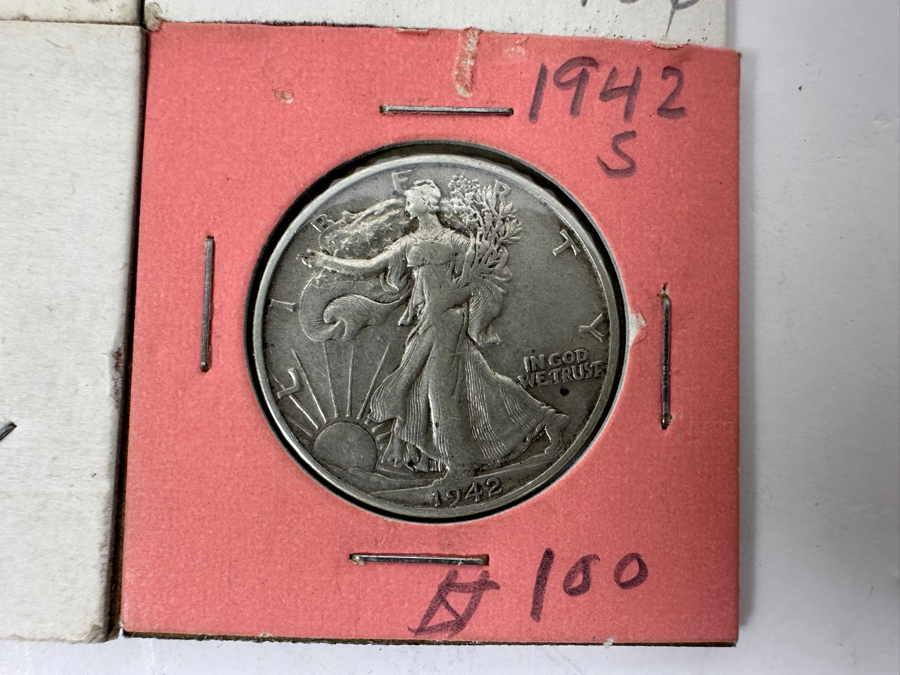 1942
S
LIBERTY
IN GOD
WE TRUST
1942
100